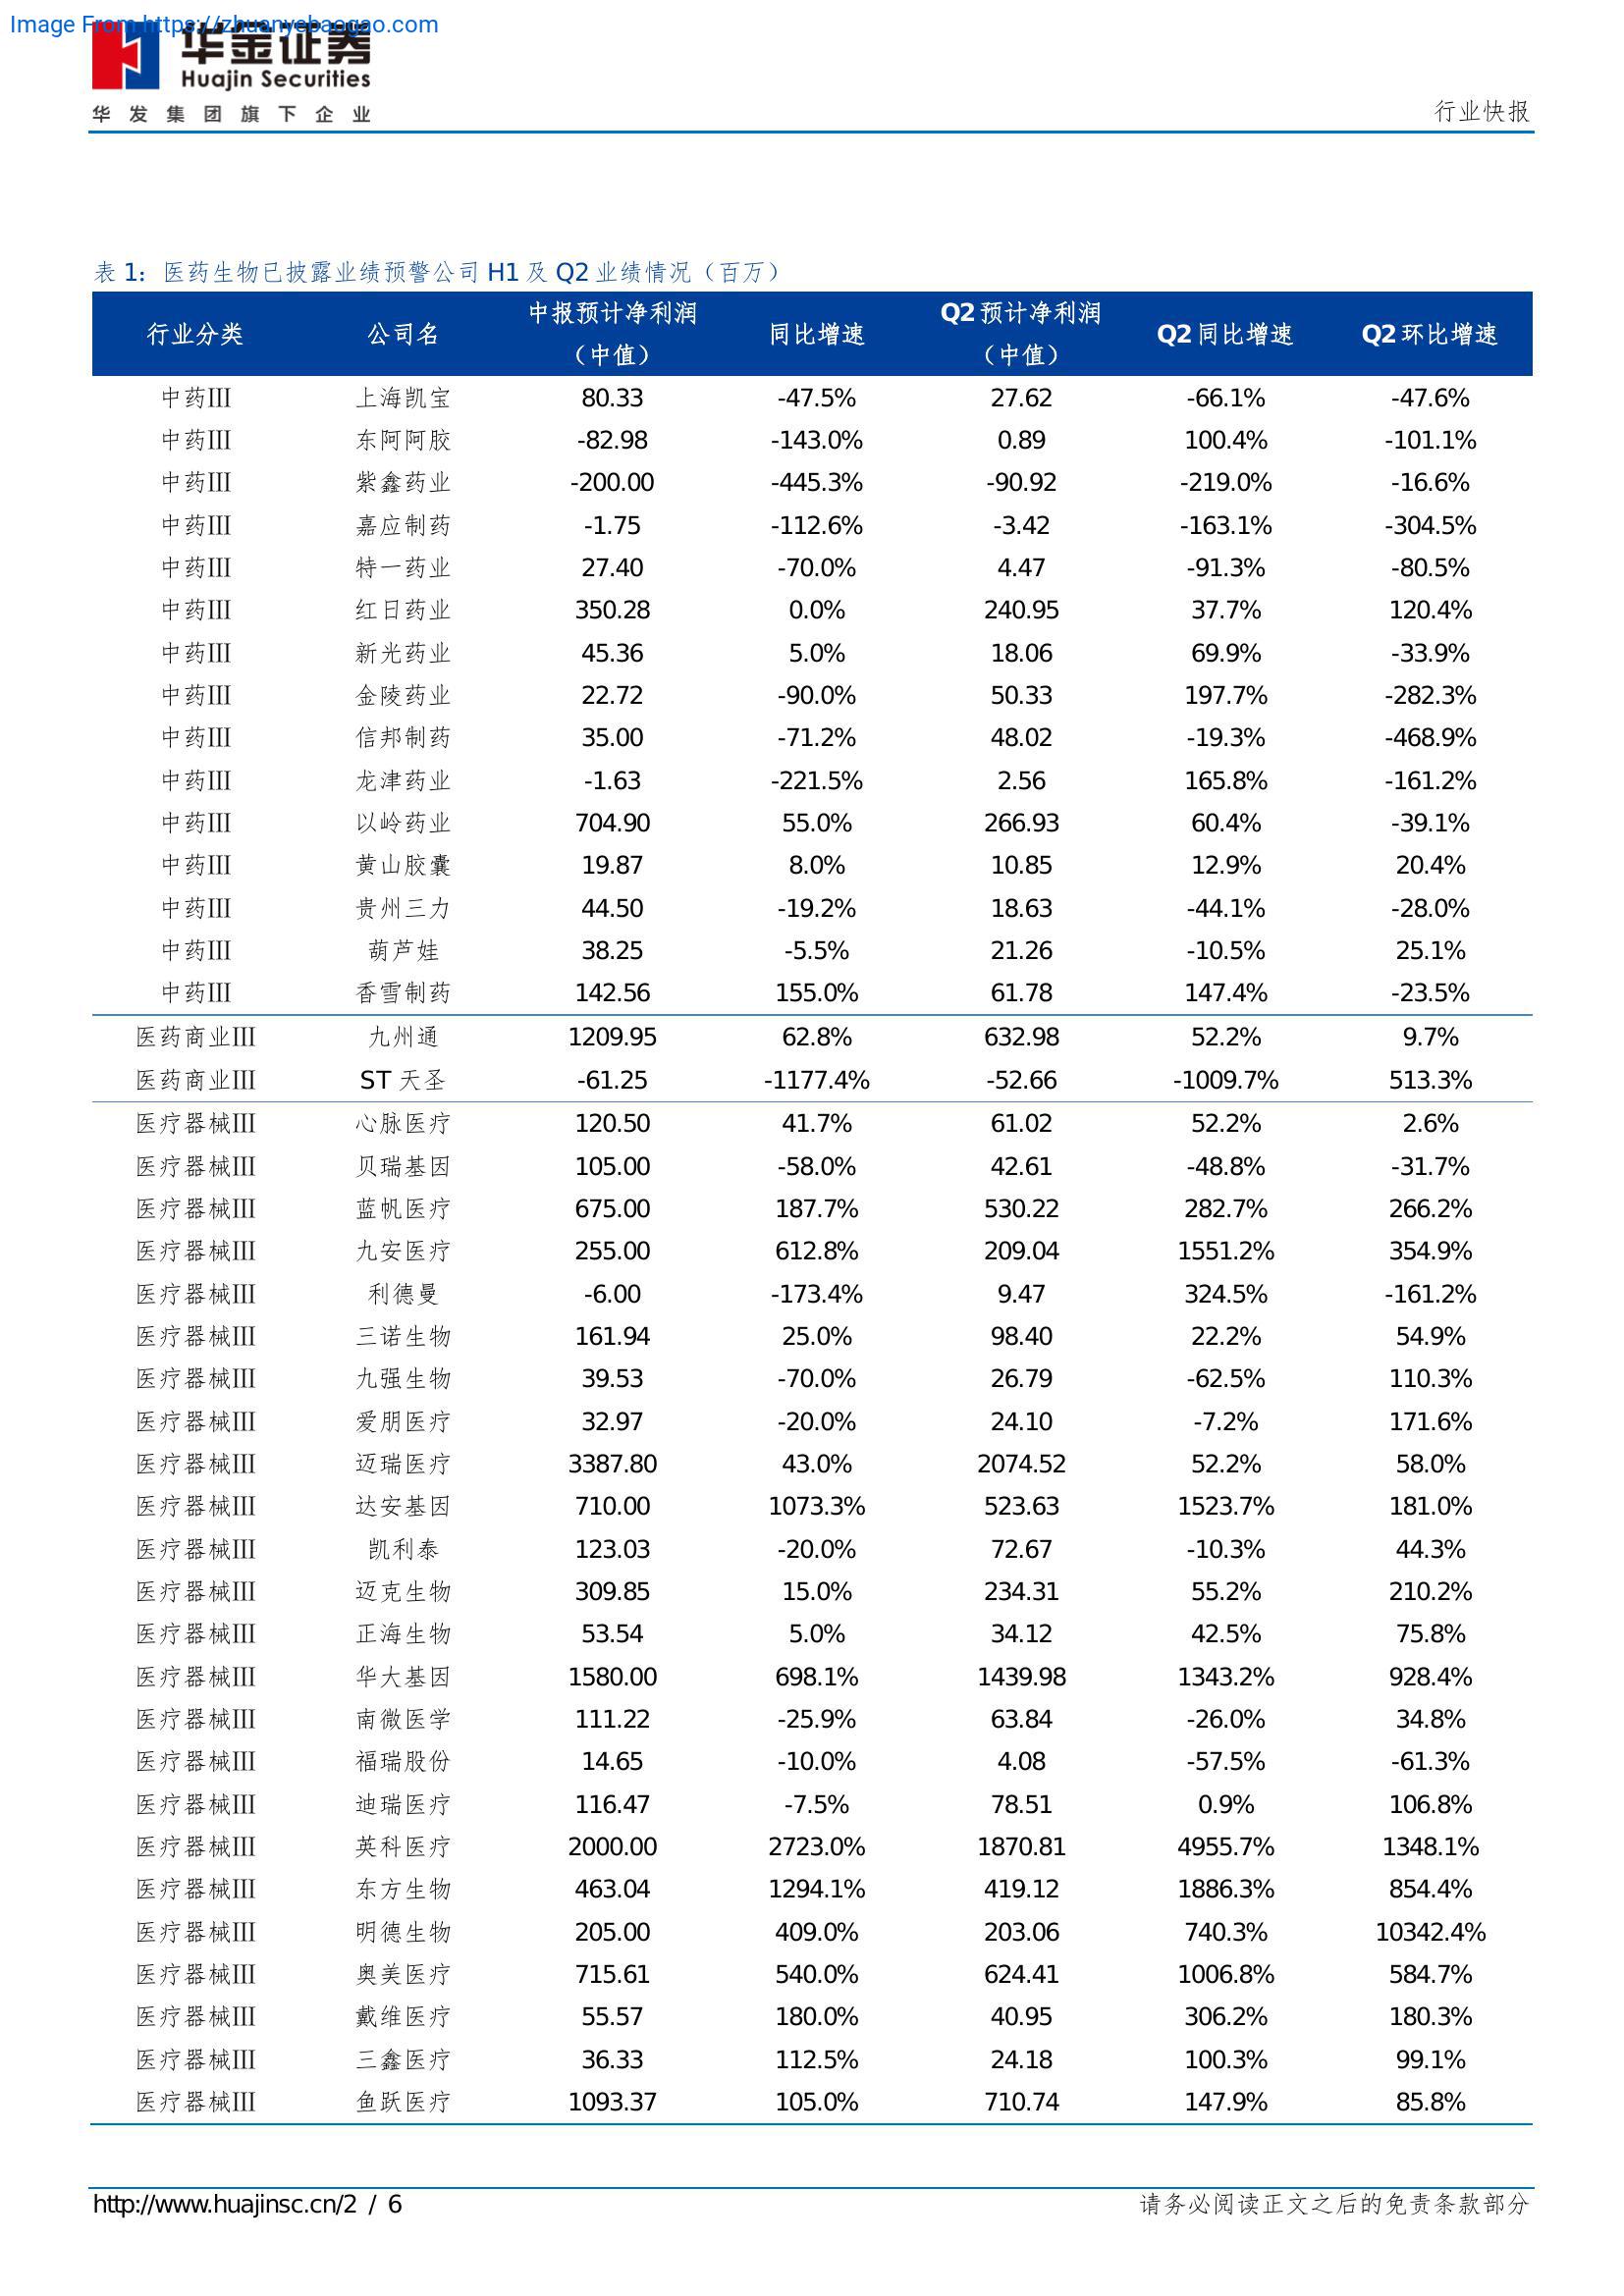 Image From https://zhuanyebaogao.com
华金证券
Huajin Securities
华发集团旗下企业
行业快报
表 1：医药生物已披露业绩预警公司 H1 及 Q2 业绩情况（百万）
行业分类 公司名 中报预计净利润（中值） 同比增速 Q2 预计净利润（中值） Q2 同比增速 Q2 环比增速
中药Ⅲ 上海凯宝 80.33 -47.5% 27.62 -66.1% -47.6%
中药Ⅲ 东阿阿胶 -82.98 -143.0% 0.89 100.4% -101.1%
中药Ⅲ 紫鑫药业 -200.00 -445.3% -90.92 -219.0% -16.6%
中药Ⅲ 嘉应制药 -1.75 -112.6% -3.42 -163.1% -304.5%
中药Ⅲ 特一药业 27.40 -70.0% 4.47 -91.3% -80.5%
中药Ⅲ 红日药业 350.28 0.0% 240.95 37.7% 120.4%
中药Ⅲ 新光药业 45.36 5.0% 18.06 69.9% -33.9%
中药Ⅲ 金陵药业 22.72 -90.0% 50.33 197.7% -282.3%
中药Ⅲ 信邦制药 35.00 -71.2% 48.02 -19.3% -468.9%
中药Ⅲ 龙津药业 -1.63 -221.5% 2.56 165.8% -161.2%
中药Ⅲ 以岭药业 704.90 55.0% 266.93 60.4% -39.1%
中药Ⅲ 黄山胶囊 19.87 8.0% 10.85 12.9% 20.4%
中药Ⅲ 贵州三力 44.50 -19.2% 18.63 -44.1% -28.0%
中药Ⅲ 葫芦娃 38.25 -5.5% 21.26 -10.5% 25.1%
中药Ⅲ 香雪制药 142.56 155.0% 61.78 147.4% -23.5%
医药商业Ⅲ 九州通 1209.95 62.8% 632.98 52.2% 9.7%
医药商业Ⅲ ST 天圣 -61.25 -1177.4% -52.66 -1009.7% 513.3%
医疗器械Ⅲ 心脉医疗 120.50 41.7% 61.02 52.2% 2.6%
医疗器械Ⅲ 贝瑞基因 105.00 -58.0% 42.61 -48.8% -31.7%
医疗器械Ⅲ 蓝帆医疗 675.00 187.7% 530.22 282.7% 266.2%
医疗器械Ⅲ 九安医疗 255.00 612.8% 209.04 1551.2% 354.9%
医疗器械Ⅲ 利德曼 -6.00 -173.4% 9.47 324.5% -161.2%
医疗器械Ⅲ 三诺生物 161.94 25.0% 98.40 22.2% 54.9%
医疗器械Ⅲ 九强生物 39.53 -70.0% 26.79 -62.5% 110.3%
医疗器械Ⅲ 爱朋医疗 32.97 -20.0% 24.10 -7.2% 171.6%
医疗器械Ⅲ 迈瑞医疗 3387.80 43.0% 2074.52 52.2% 58.0%
医疗器械Ⅲ 达安基因 710.00 1073.3% 523.63 1523.7% 181.0%
医疗器械Ⅲ 凯利泰 123.03 -20.0% 72.67 -10.3% 44.3%
医疗器械Ⅲ 迈克生物 309.85 15.0% 234.31 55.2% 210.2%
医疗器械Ⅲ 正海生物 53.54 5.0% 34.12 42.5% 75.8%
医疗器械Ⅲ 华大基因 1580.00 698.1% 1439.98 1343.2% 928.4%
医疗器械Ⅲ 南微医学 111.22 -25.9% 63.84 -26.0% 34.8%
医疗器械Ⅲ 福瑞股份 14.65 -10.0% 4.08 -57.5% -61.3%
医疗器械Ⅲ 迪瑞医疗 116.47 -7.5% 78.51 0.9% 106.8%
医疗器械Ⅲ 英科医疗 2000.00 2723.0% 1870.81 4955.7% 1348.1%
医疗器械Ⅲ 东方生物 463.04 1294.1% 419.12 1886.3% 854.4%
医疗器械Ⅲ 明德生物 205.00 409.0% 203.06 740.3% 10342.4%
医疗器械Ⅲ 奥美医疗 715.61 540.0% 624.41 1006.8% 584.7%
医疗器械Ⅲ 戴维医疗 55.57 180.0% 40.95 306.2% 180.3%
医疗器械Ⅲ 三鑫医疗 36.33 112.5% 24.18 100.3% 99.1%
医疗器械Ⅲ 鱼跃医疗 1093.37 105.0% 710.74 147.9% 85.8%
http://www.huajinsc.cn/2 / 6
请务必阅读正文之后的免责条款部分